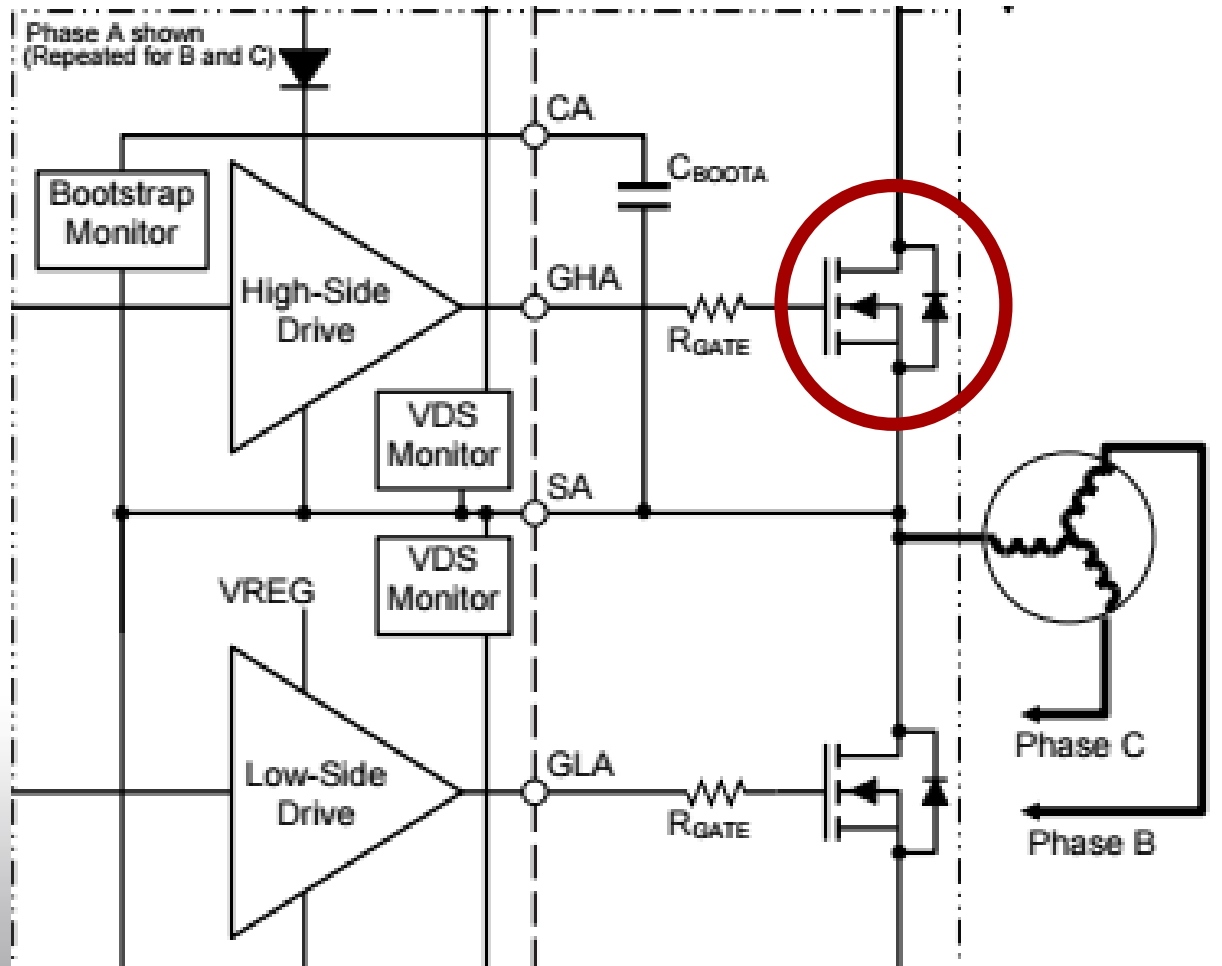 Phase A shown
(Repeated for B and C)
CA
CBOOTA
Bootstrap
Monitor
High-Side
Drive
GHA
RGATE
VDS
Monitor
SA
VDS
Monitor
VREG
Low-Side
Drive
GLA
RGATE
Phase C
Phase B